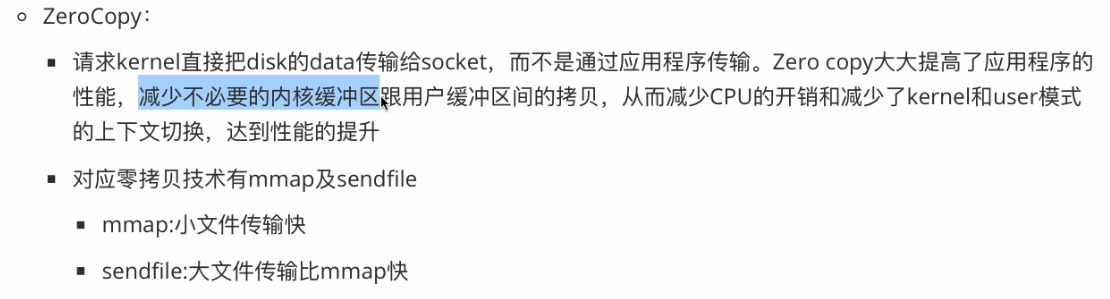 ZeroCopy：
请求kernel直接把disk的data传输给socket，而不是通过应用程序传输。Zero copy大大提高了应用程序的
性能，减少不必要的内核缓冲区跟用户缓冲区间的拷贝，从而减少CPU的开销和减少了kernel和user模式
的上下文切换，达到性能的提升
对应零拷贝技术有mmap及sendfile
mmap:小文件传输快
sendfile:大文件传输比mmap快